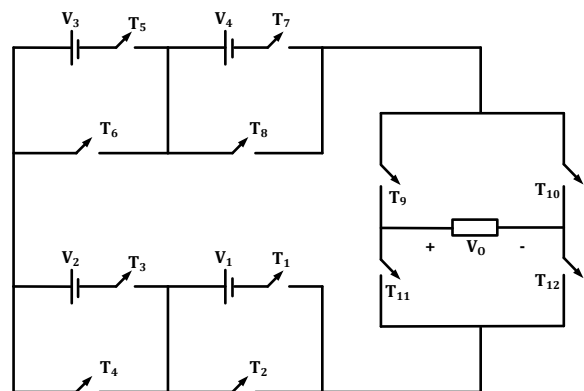 V₃ T₅ V₄ T₇
T₆ T₈
T₉ T₁₀
+ V₀ -
V₂ T₃ V₁ T₁
T₁₁ T₁₂
T₄ T₂